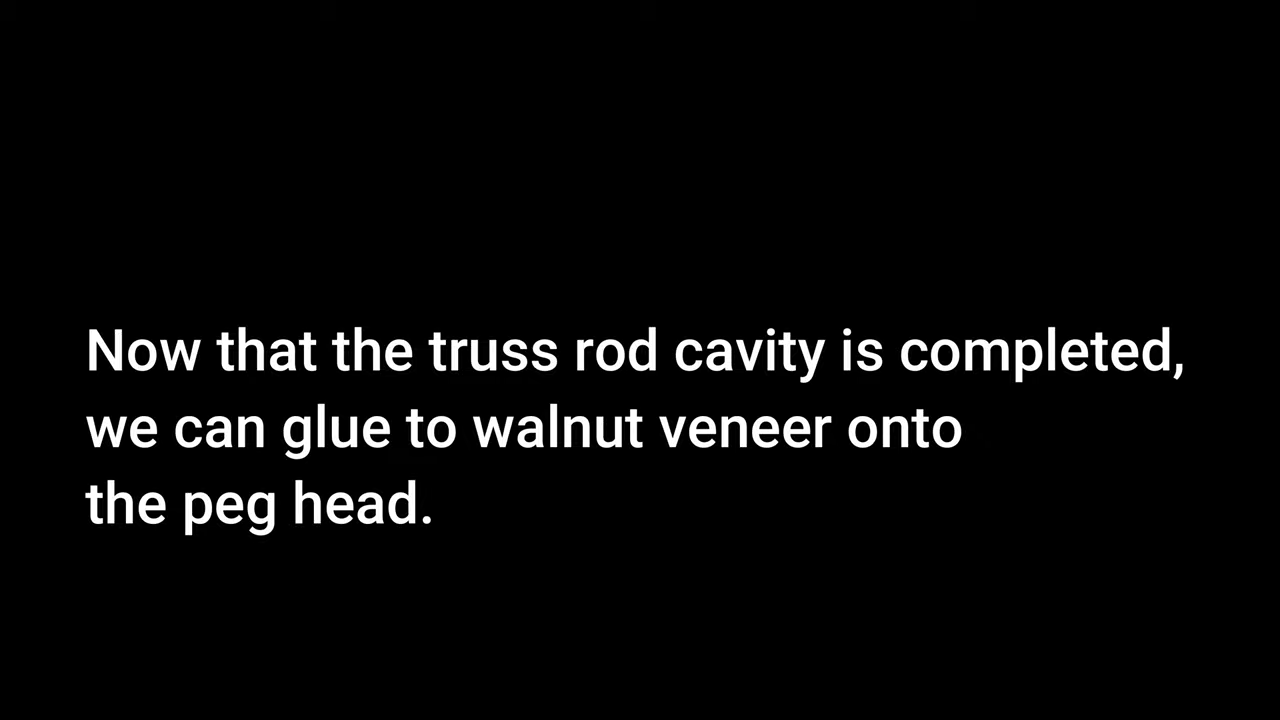 Now that the truss rod cavity is completed,
we can glue to walnut veneer onto
the peg head.